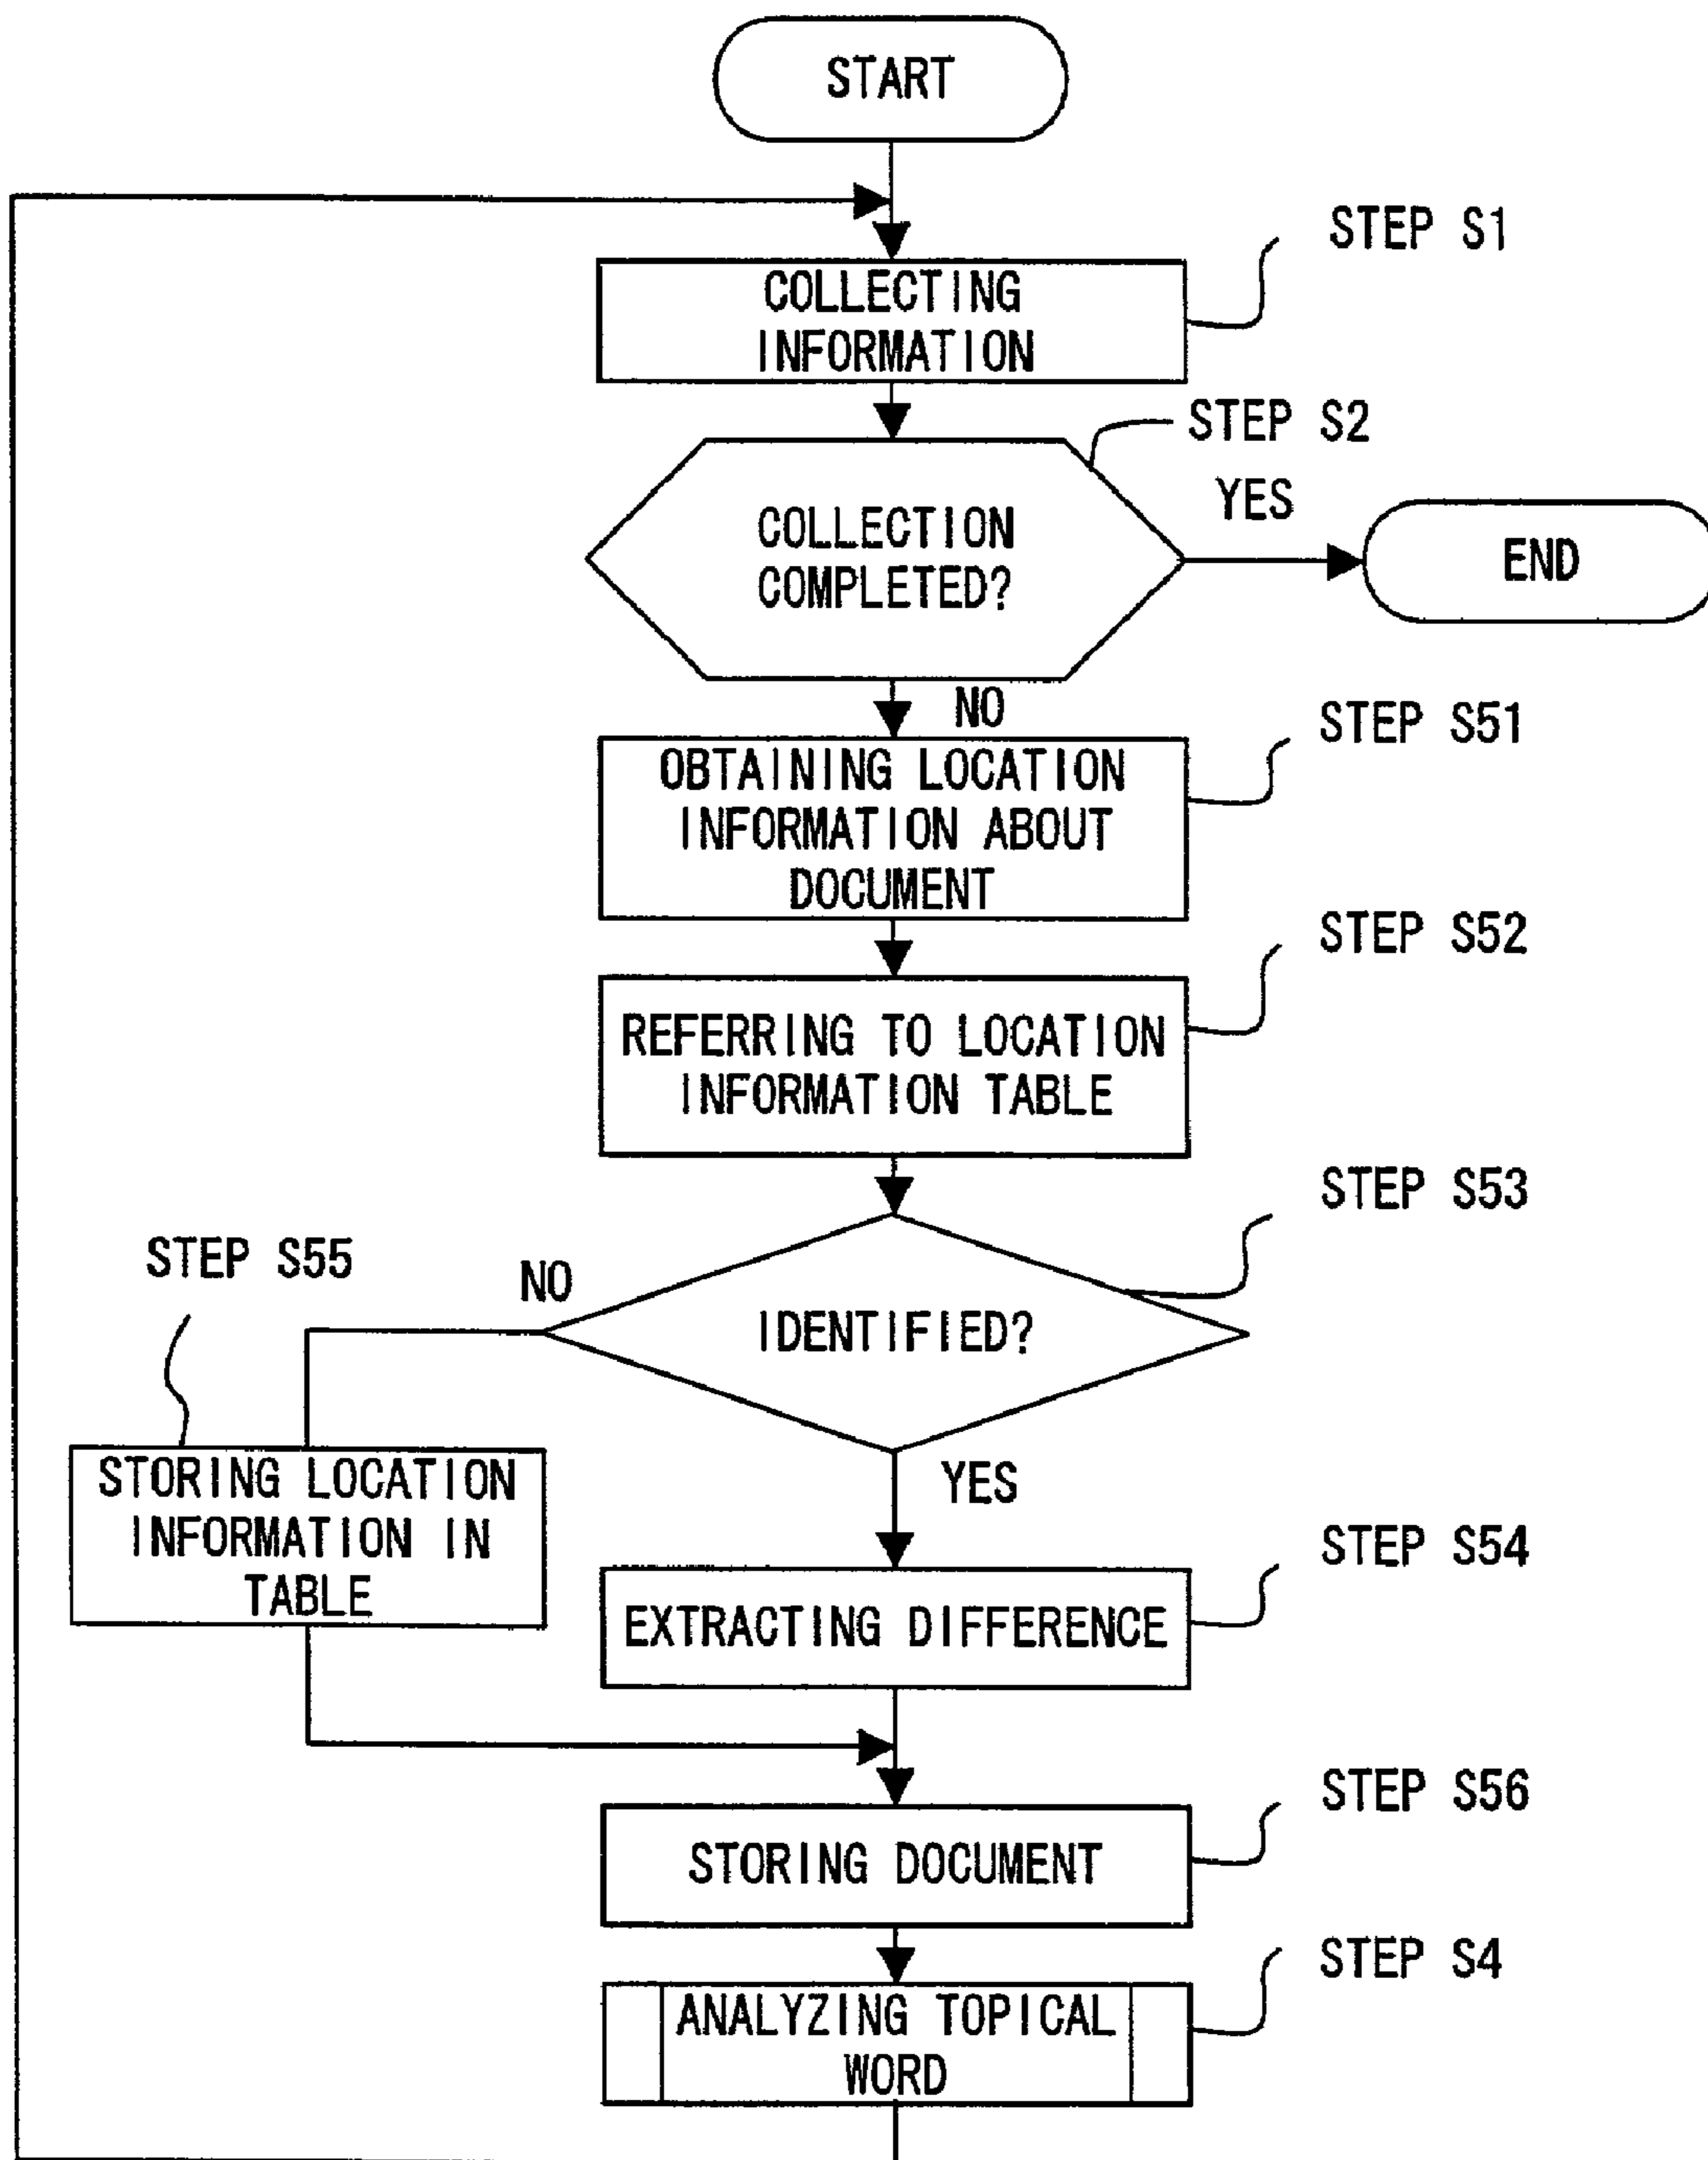 START
STEP S1
COLLECTING
INFORMATION
STEP S2
YES
COLLECTION
COMPLETED?
END
NO
STEP S51
OBTAINING LOCATION
INFORMATION ABOUT
DOCUMENT
STEP S52
REFERRING TO LOCATION
INFORMATION TABLE
STEP S53
STEP S55
NO
IDENTIFIED?
YES
STORING LOCATION
INFORMATION IN
TABLE
STEP S54
EXTRACTING DIFFERENCE
STEP S56
STORING DOCUMENT
STEP S4
ANALYZING TOPICAL
WORD